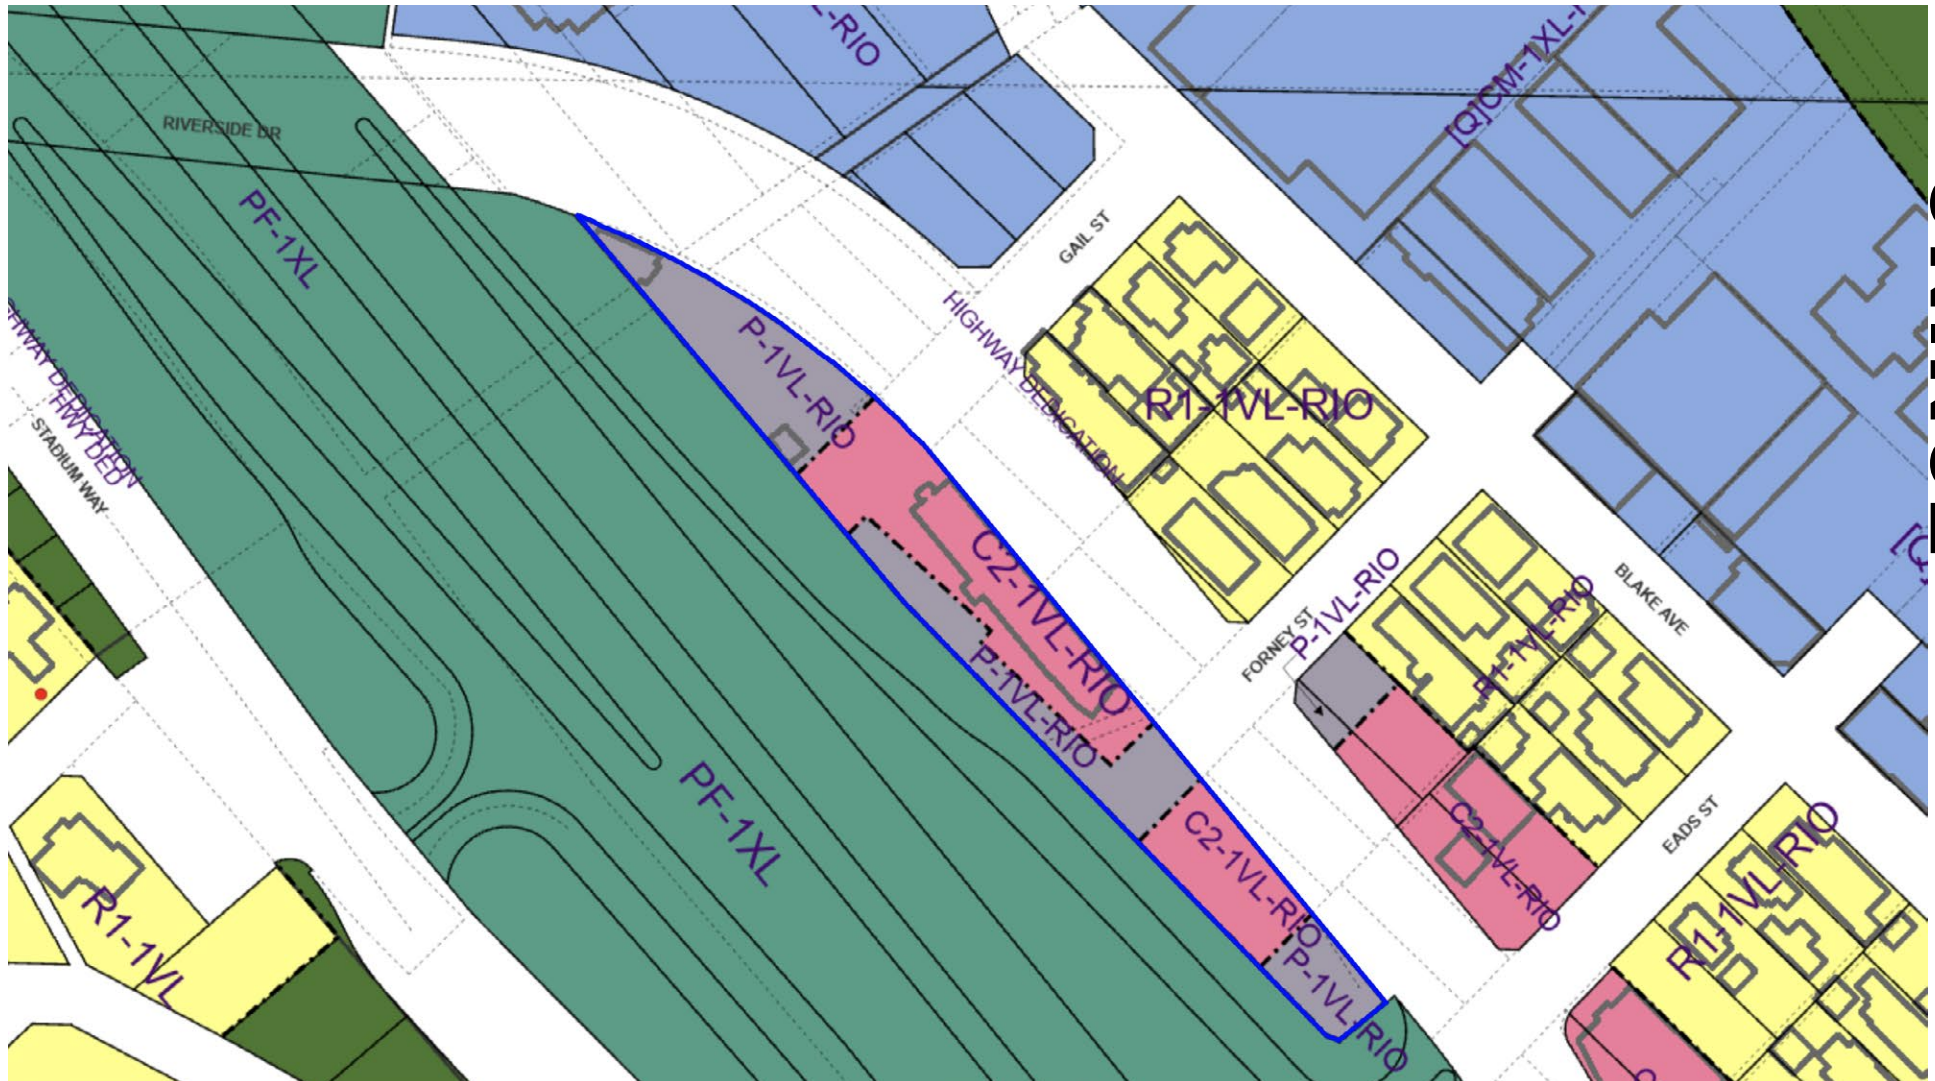 L-RIO
[Q]CM-1XL-
RIVERSIDE DR
PF-1XL
GAIL ST
HIGHWAY DEDICATION
P-1VL-RIO
R1-1VL-RIO
HWAY DEDICATION
HWY DED
STADIUM WAY
C2-1VL-RIO
P-1VL-RIO
FORNEY ST
P-1VL-RIO
R1-1VL-RIO
BLAKE AVE
[Q]
PF-1XL
C2-1VL-RIO
C2-1VL-RIO
EADS ST
R1-1VL-RIO
R1-1VL
P-1VL-RIO